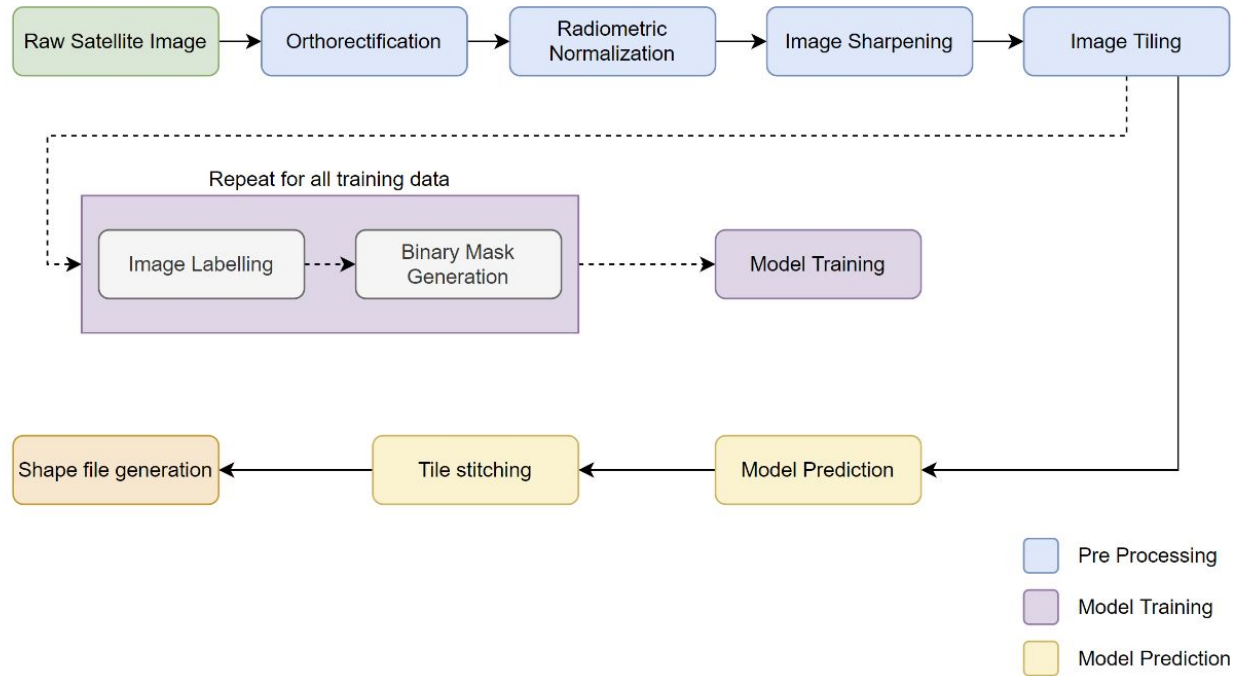 Raw Satellite Image
Orthorectification
Radiometric
Normalization
Image Sharpening
Image Tiling
Repeat for all training data
Image Labelling
Binary Mask
Generation
Model Training
Shape file generation
Tile stitching
Model Prediction
Pre Processing
Model Training
Model Prediction